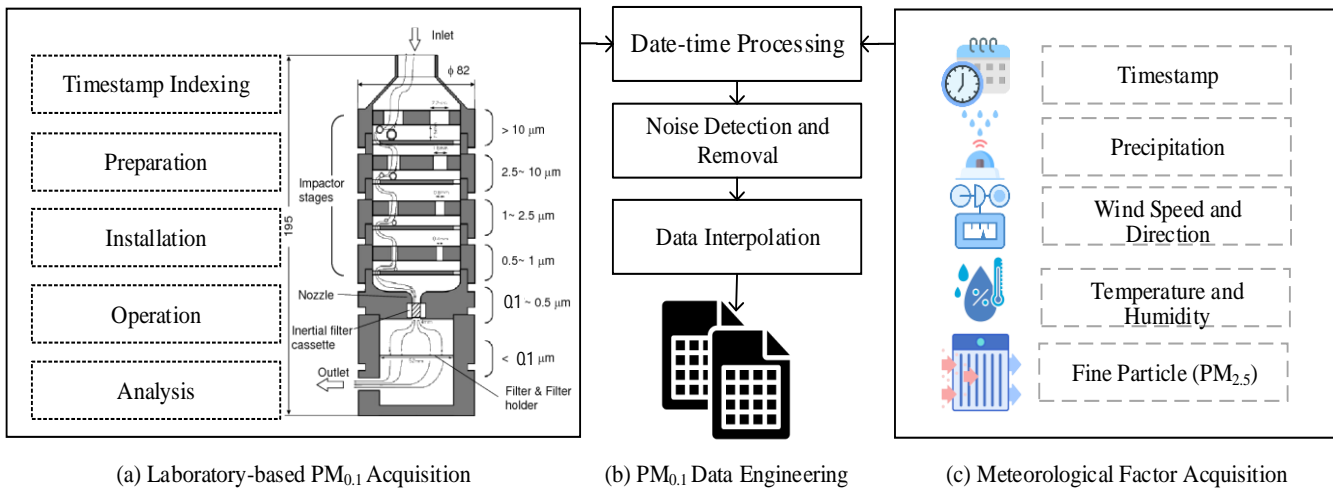 Timestamp Indexing
Preparation
Installation
Operation
Analysis
Inlet
ϕ 82
195
Impactor
stages
> 10 µm
2.5~ 10 µm
1~ 2.5 µm
0.5~ 1 µm
0.1 ~ 0.5 µm
< 0.1 µm
Nozzle
Inertial filter
cassette
Outlet
Filter & Filter
holder
(a) Laboratory-based PM0.1 Acquisition
Date-time Processing
Noise Detection and
Removal
Data Interpolation
(b) PM0.1 Data Engineering
Timestamp
Precipitation
Wind Speed and
Direction
%
Temperature and
Humidity
Fine Particle (PM2.5)
(c) Meteorological Factor Acquisition